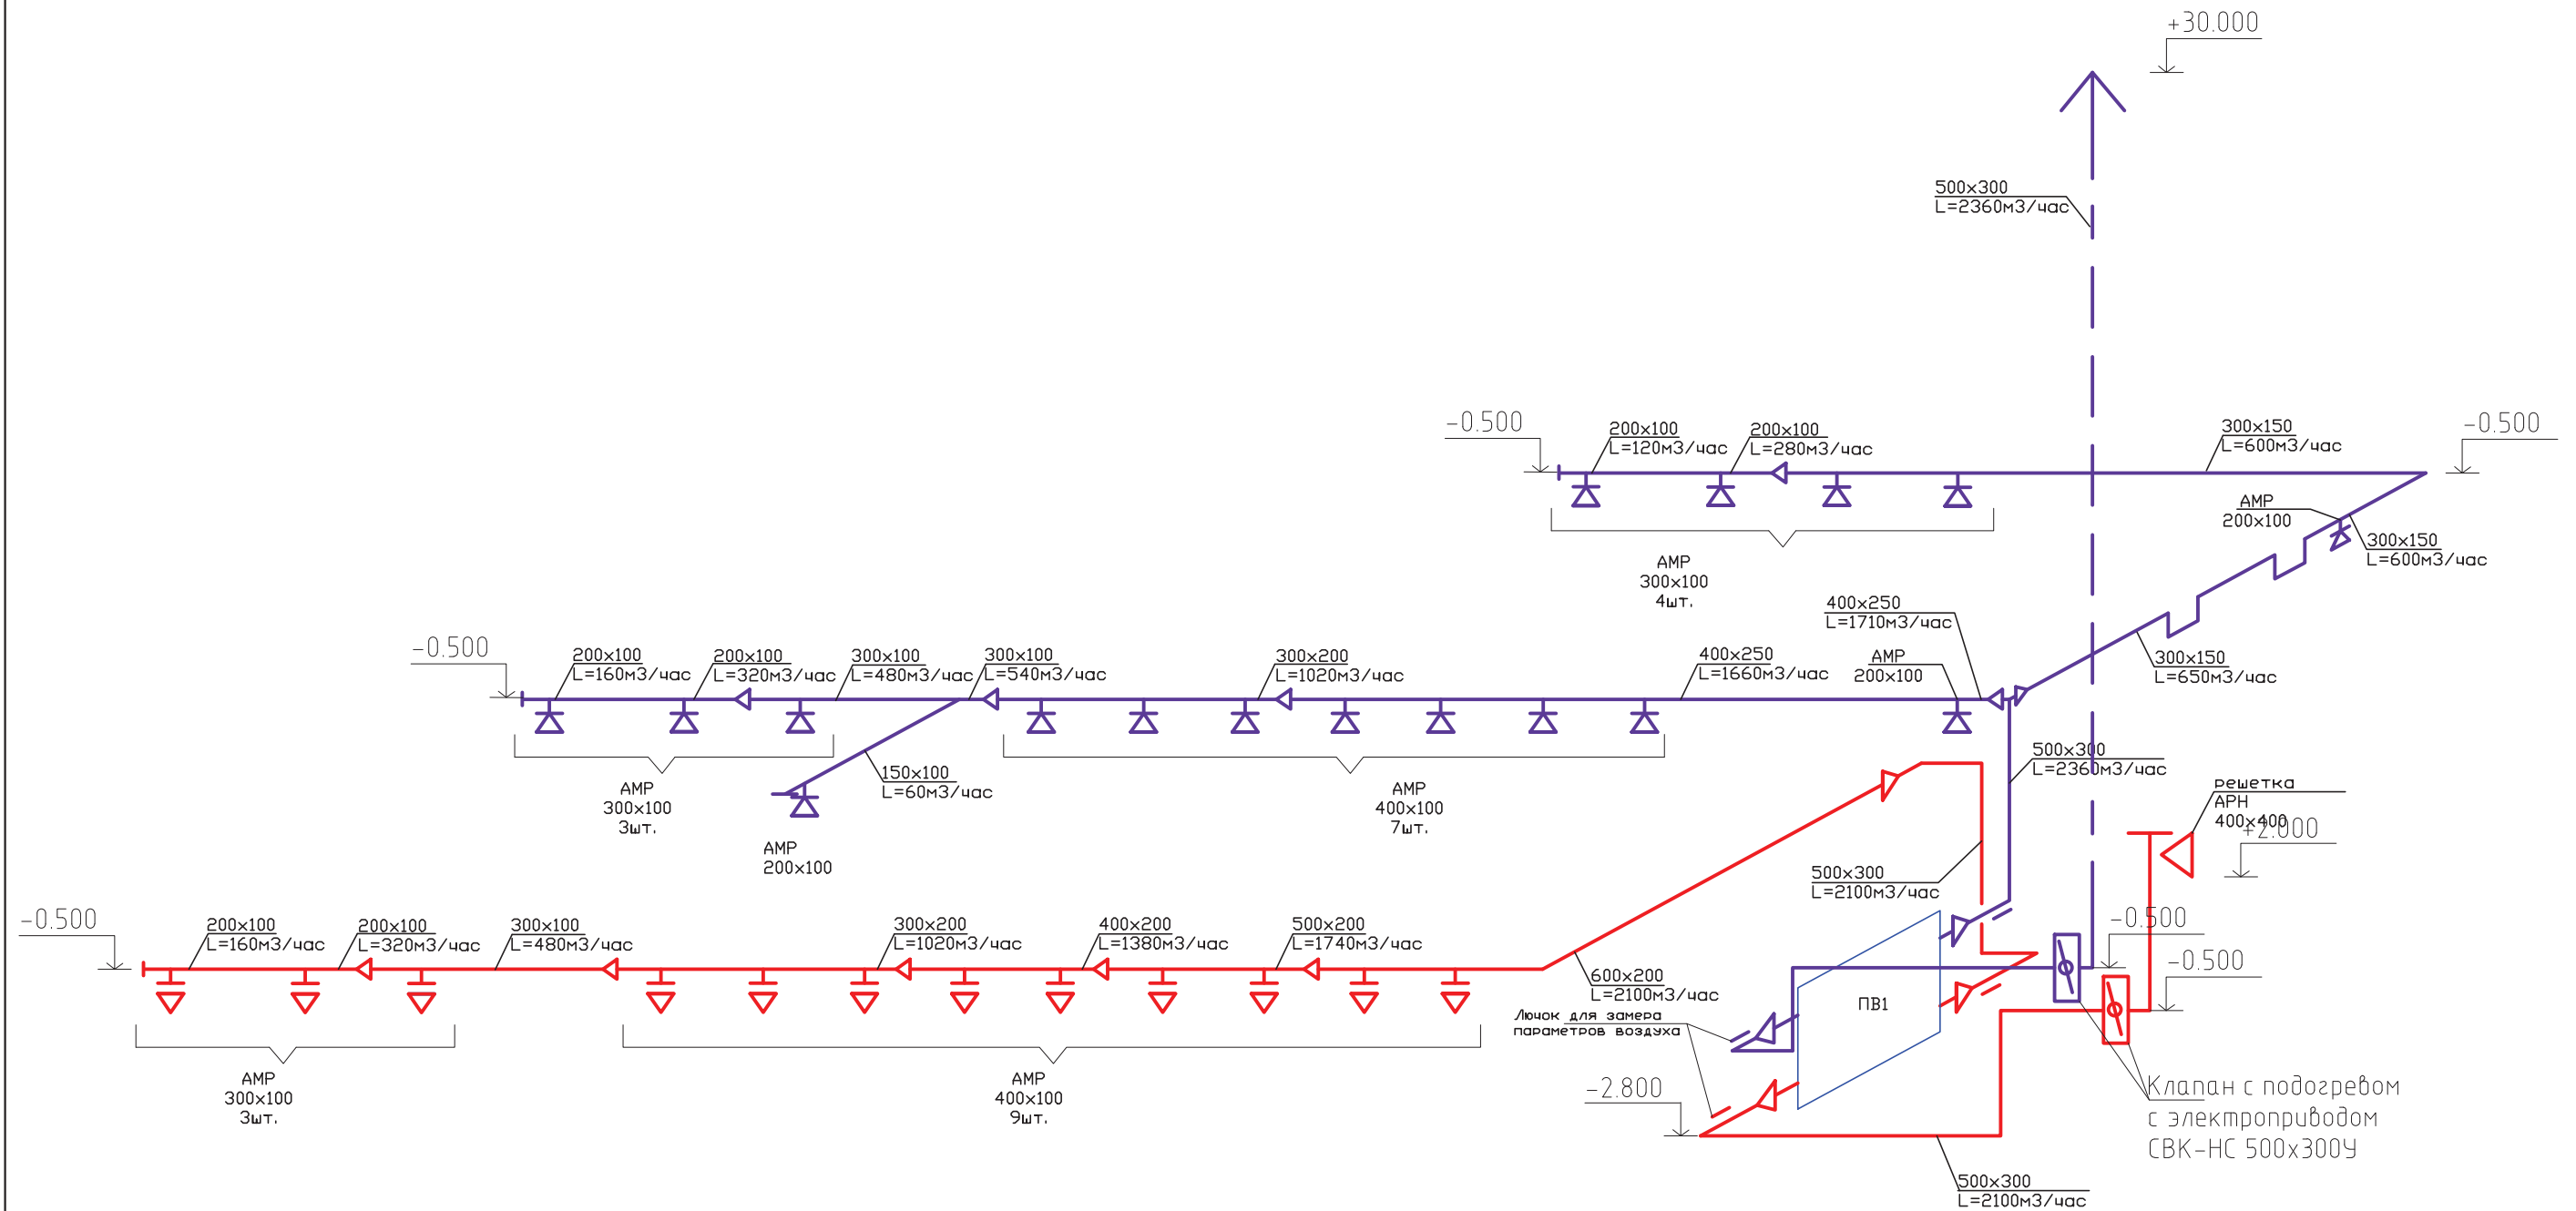 +30.000
500x300
L=2360м3/час
-0.500
200x100
L=120м3/час
200x100
L=280м3/час
300x150
L=600м3/час
-0.500
АМР
200x100
300x150
L=600м3/час
АМР
300x100
4шт.
400x250
L=1710м3/час
-0.500
200x100
L=160м3/час
200x100
L=320м3/час
300x100
L=480м3/час
300x100
L=540м3/час
300x200
L=1020м3/час
400x250
L=1660м3/час
АМР
200x100
300x150
L=650м3/час
500x300
L=2360м3/час
150x100
L=60м3/час
АМР
300x100
3шт.
АМР
400x100
7шт.
решетка
АРН
400x400
+2.000
АМР
200x100
500x300
L=2100м3/час
-0.500
200x100
L=160м3/час
200x100
L=320м3/час
300x100
L=480м3/час
300x200
L=1020м3/час
400x200
L=1380м3/час
500x200
L=1740м3/час
-0.500
-0.500
600x200
L=2100м3/час
ПВ1
Лючок для замера
параметров воздуха
АМР
300x100
3шт.
АМР
400x100
9шт.
-2.800
Клапан с подогревом
с электроприводом
СВК-НС 500х300У
500x300
L=2100м3/час